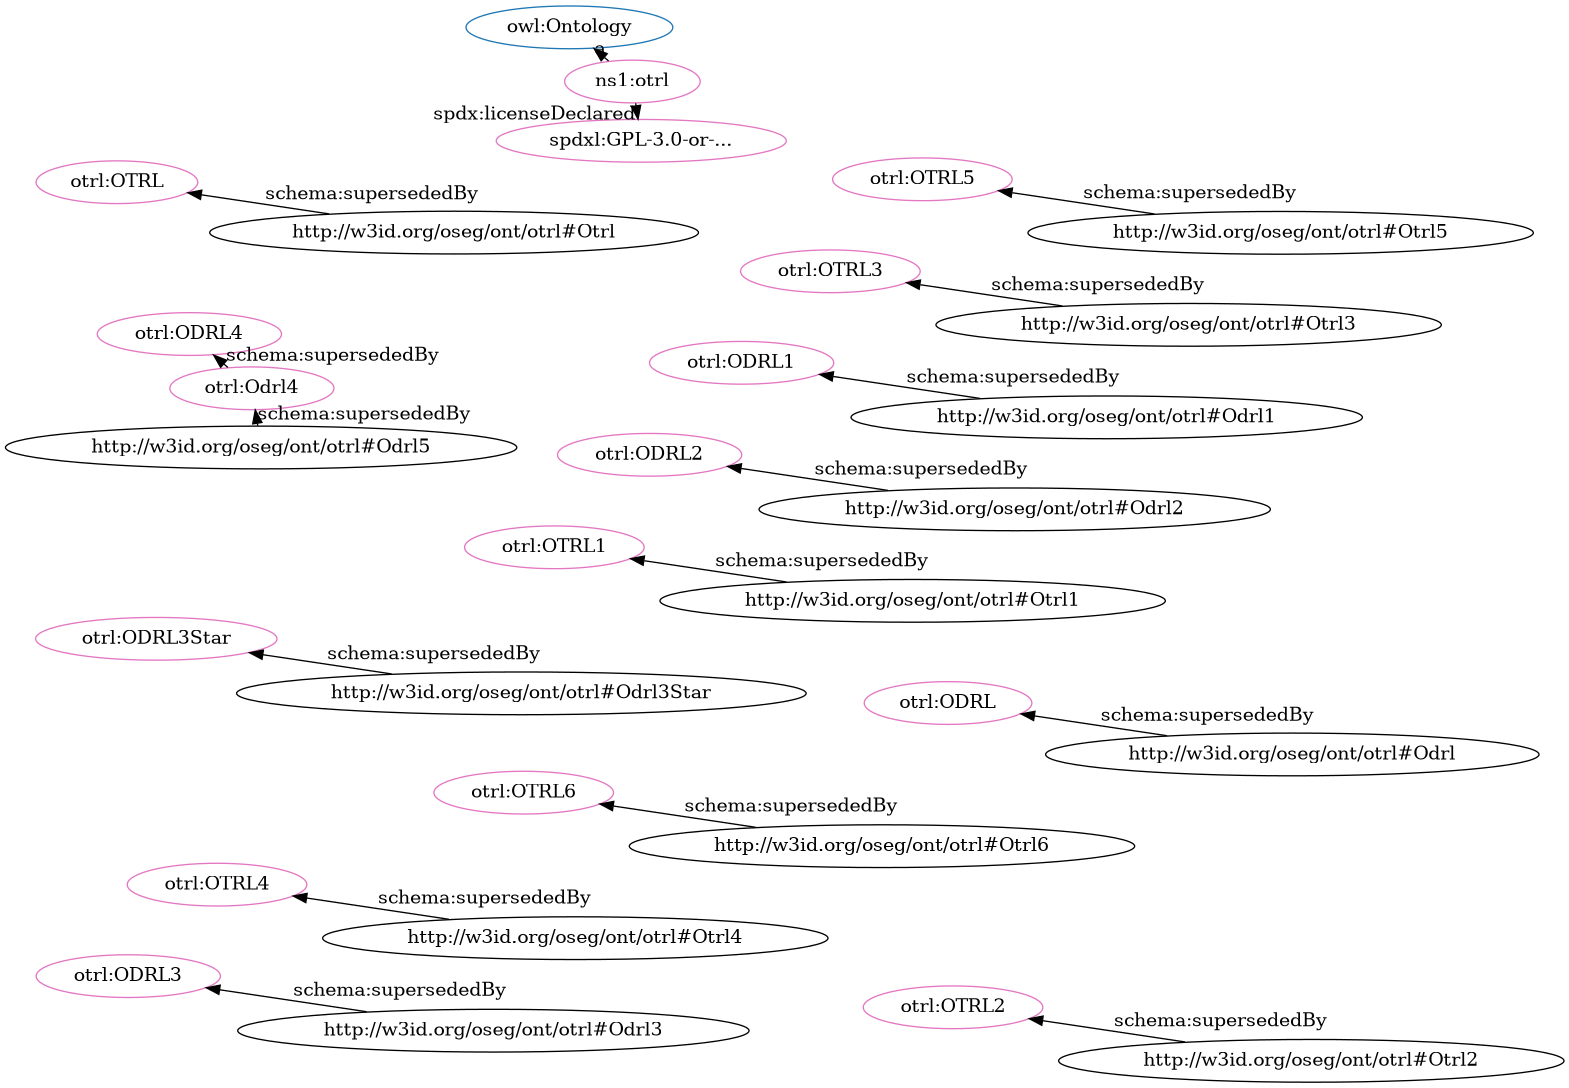 owl:Ontology
a
ns1:otrl
spdx:licenseDeclared
spdxl:GPL-3.0-or-...
otrl:OTRL
schema:supersededBy
http://w3id.org/oseg/ont/otrl#Otrl
otrl:OTRL5
schema:supersededBy
http://w3id.org/oseg/ont/otrl#Otrl5
otrl:OTRL3
schema:supersededBy
http://w3id.org/oseg/ont/otrl#Otrl3
otrl:ODRL4
schema:supersededBy
otrl:Odrl4
schema:supersededBy
http://w3id.org/oseg/ont/otrl#Odrl5
otrl:ODRL1
schema:supersededBy
http://w3id.org/oseg/ont/otrl#Odrl1
otrl:ODRL2
schema:supersededBy
http://w3id.org/oseg/ont/otrl#Odrl2
otrl:OTRL1
schema:supersededBy
http://w3id.org/oseg/ont/otrl#Otrl1
otrl:ODRL3Star
schema:supersededBy
http://w3id.org/oseg/ont/otrl#Odrl3Star
otrl:ODRL
schema:supersededBy
http://w3id.org/oseg/ont/otrl#Odrl
otrl:OTRL6
schema:supersededBy
http://w3id.org/oseg/ont/otrl#Otrl6
otrl:OTRL4
schema:supersededBy
http://w3id.org/oseg/ont/otrl#Otrl4
otrl:ODRL3
schema:supersededBy
http://w3id.org/oseg/ont/otrl#Odrl3
otrl:OTRL2
schema:supersededBy
http://w3id.org/oseg/ont/otrl#Otrl2